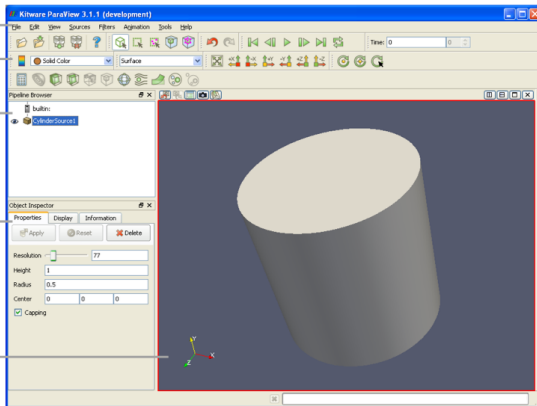 Kitware ParaView 3.1.1 (development)
File Edit View Sources Filters Animation Tools Help
Time: 0 0
Solid Color Surface
Pipeline Browser
builtin:
CylinderSource1
Object Inspector
Properties Display Information
Apply Reset Delete
Resolution 77
Height 1
Radius 0.5
Center 0 0 0
Capping
Y
X
Z